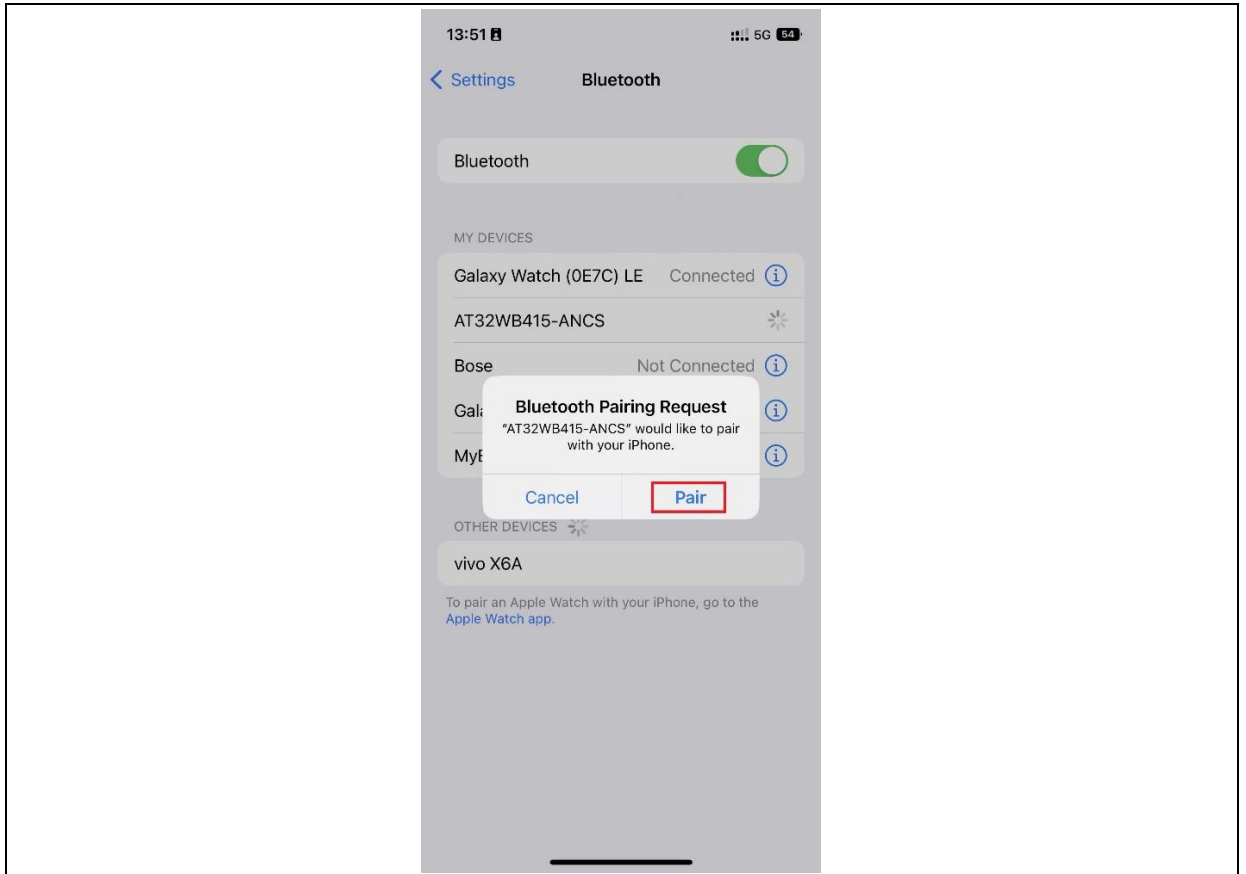 13:51 5G 54
Settings Bluetooth
Bluetooth
MY DEVICES
Galaxy Watch (0E7C) LE Connected
AT32WB415-ANCS
Bose Not Connected
Bluetooth Pairing Request
"AT32WB415-ANCS" would like to pair
with your iPhone.
Cancel Pair
OTHER DEVICES
vivo X6A
To pair an Apple Watch with your iPhone, go to the
Apple Watch app.